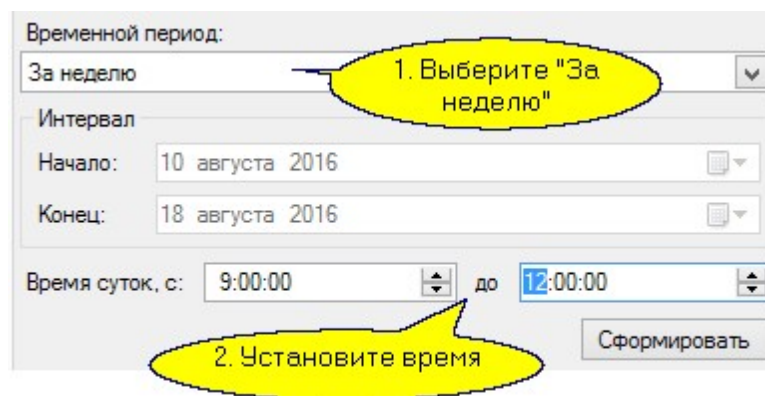 Временной период:
За неделю
1. Выберите "За
неделю"
Интервал
Начало: 10 августа 2016
Конец: 18 августа 2016
Время суток, с: 9:00:00 до 12:00:00
2. Установите время
Сформировать